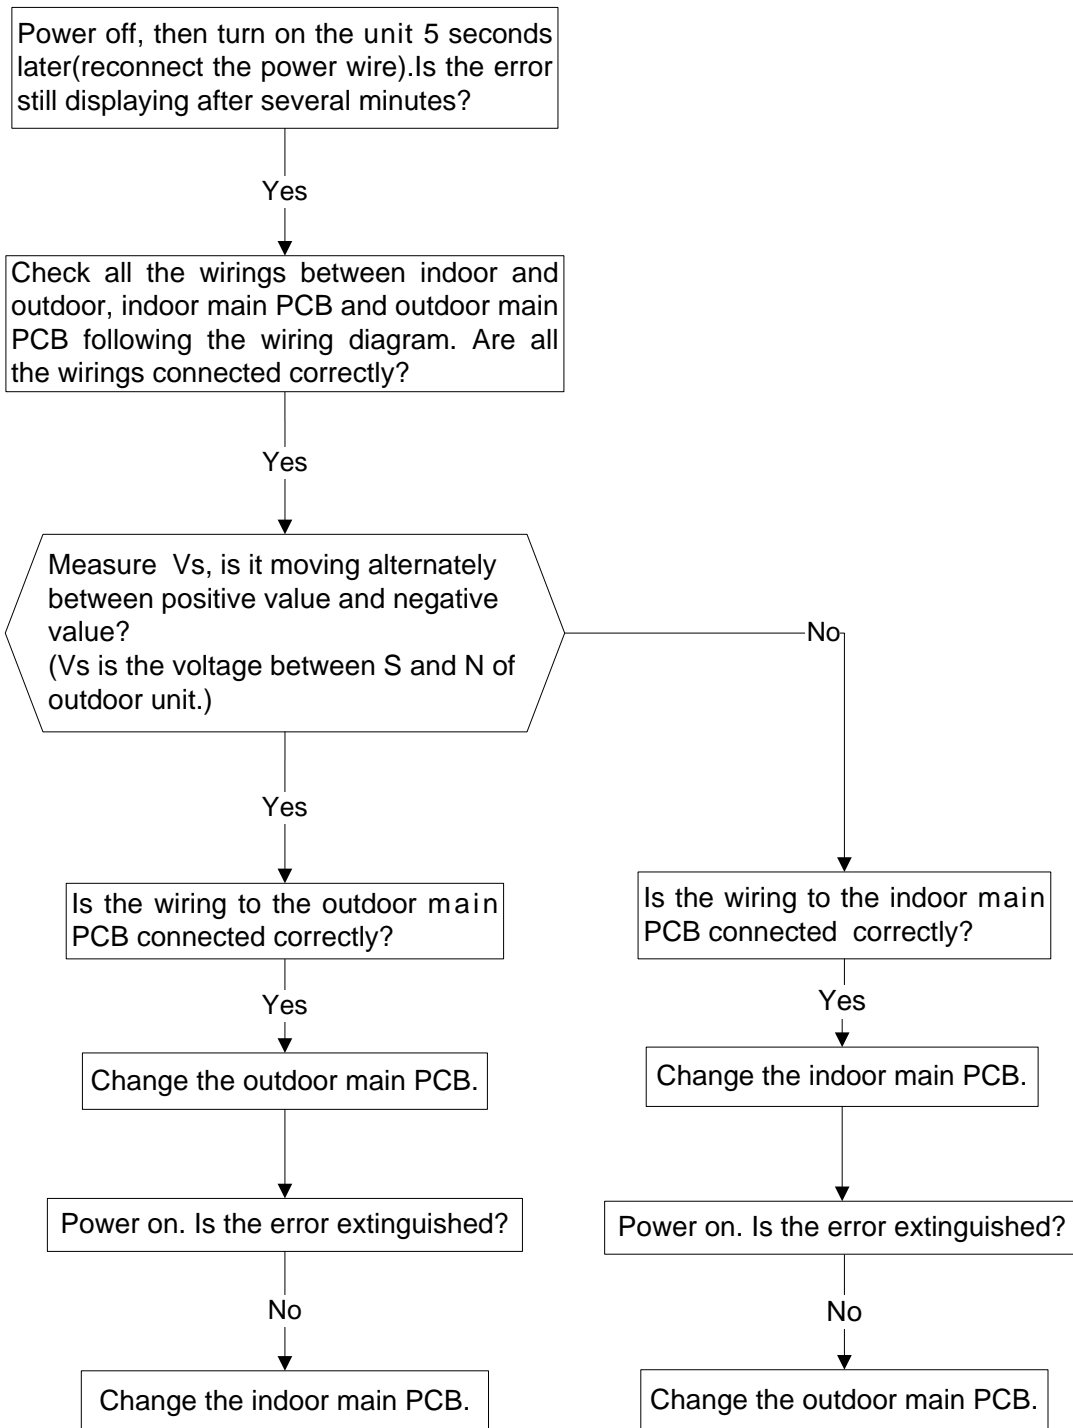 Power off, then turn on the unit 5 seconds
later(reconnect the power wire).Is the error
still displaying after several minutes?
Yes
Check all the wirings between indoor and
outdoor, indoor main PCB and outdoor main
PCB following the wiring diagram. Are all
the wirings connected correctly?
Yes
Measure Vs, is it moving alternately
between positive value and negative
value?
(Vs is the voltage between S and N of
outdoor unit.)
No
Yes
Is the wiring to the outdoor main
PCB connected correctly?
Is the wiring to the indoor main
PCB connected correctly?
Yes
Yes
Change the outdoor main PCB.
Change the indoor main PCB.
Power on. Is the error extinguished?
Power on. Is the error extinguished?
No
No
Change the indoor main PCB.
Change the outdoor main PCB.